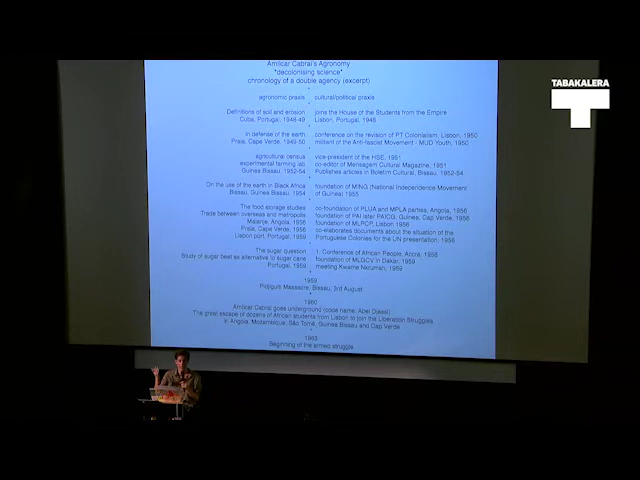 Amílcar Cabral's Agronomy
"decolonising science"
chronology of a double agency (excerpt)
agronomic praxis
cultural/political praxis
Definitions of soil and erosion
Cuba, Portugal, 1948-49
joins the House of the Students from the Empire
Lisbon, Portugal, 1948
In defense of the earth
Praia, Cape Verde, 1949-50
conference on the revision of PT Colonialism, Lisbon, 1950
militant of the Anti-fascist Movement - MUD Youth, 1950
agricultural census
experimental farming lab
Guinea Bissau, 1952-54
vice-president of the HSE, 1951
co-editor of Mensagem Cultural Magazine, 1951
Publishes articles in Boletim Cultural, Bissau, 1952-54
On the use of the earth in Black Africa
Bissau, Guinea Bissau, 1954
foundation of MING (National Independence Movement
of Guinea) 1955
The food storage studies
Trade between overseas and metropolis
Malanje, Angola, 1956
Praia, Cape Verde, 1956
Lisbon port, Portugal, 1959
co-foundation of PLUA and MPLA parties, Angola, 1956
foundation of PAI later PAICG, Guinea, Cap Verde, 1956
foundation of MLPCP, Lisbon 1956
co-elaborates documents about the situation of the
Portuguese Colonies for the UN presentation, 1956
The sugar question
Study of sugar beet as alternative to sugar cane
Portugal, 1959
1. Conference of African People, Accra, 1958
foundation of MLGCV in Dakar, 1959
meeting Kwame Nkrumah, 1959
1959
Pidjiguiti Massacre, Bissau, 3rd August
1960
Amílcar Cabral goes underground (code name: Abel Djassi)
The great escape of dozens of African students from Lisbon to join the Liberation Struggles
in Angola, Mozambique, São Tomé, Guinea Bissau and Cap Verde
1963
Beginning of the armed struggle
TABAKALERA
T